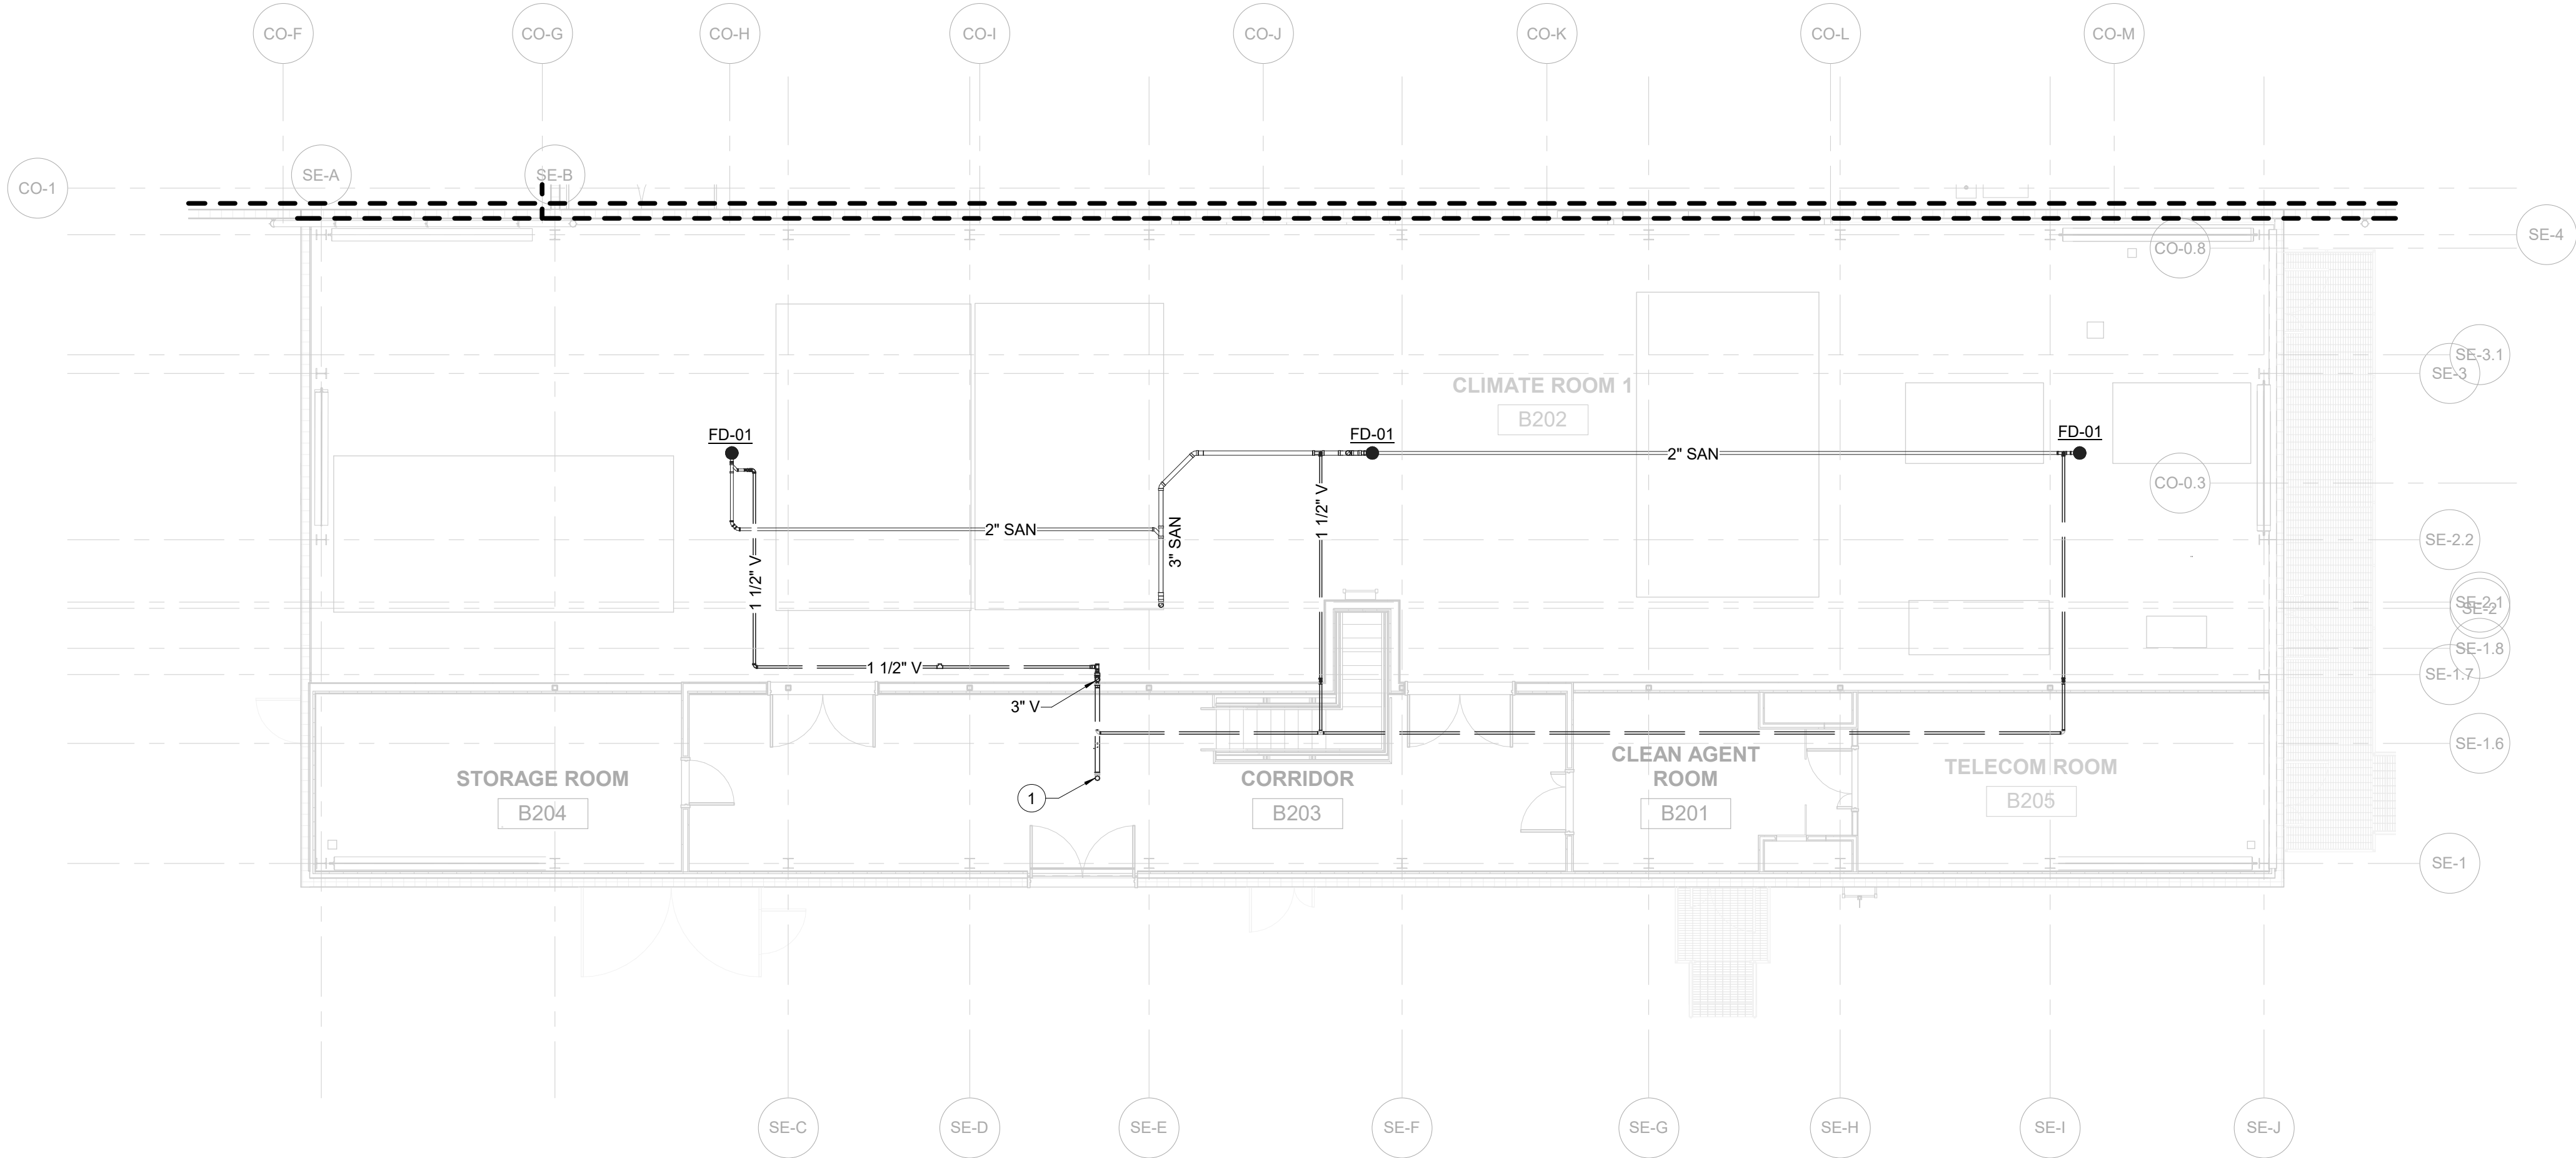 CO-F
CO-G
CO-H
CO-I
CO-J
CO-K
CO-L
CO-M
SE-A
SE-B
CO-1
SE-4
CO-0.8
SE-3.1
SE-3
CLIMATE ROOM 1
B202
FD-01
FD-01
FD-01
2" SAN
CO-0.3
2" SAN
3" SAN
1 1/2" V
1 1/2" V
SE-2.2
SE-2.1
SE-2
SE-1.8
SE-1.7
1 1/2" V
3" V
SE-1.6
STORAGE ROOM
B204
1
CORRIDOR
B203
CLEAN AGENT
ROOM
B201
TELECOM ROOM
B205
SE-1
SE-C
SE-D
SE-E
SE-F
SE-G
SE-H
SE-I
SE-J